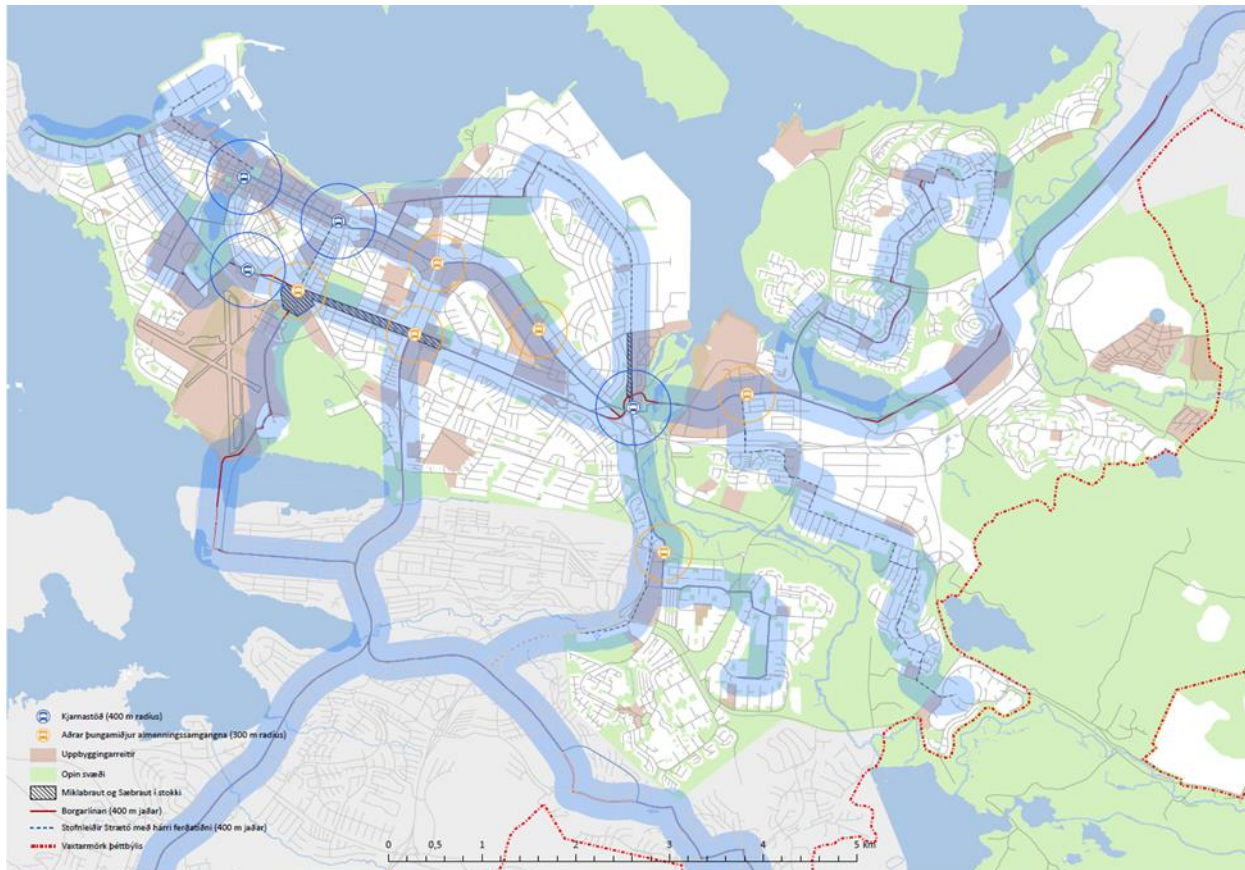 Kjarnastöð (400 m radíus)
Aðrar þungamiðjur almenningssamgangna (300 m radíus)
Uppbyggingarreitir
Opin svæði
Miklabraut og Sæbraut í stokki
Borgarlínan (400 m jaðar)
Stofnleiðir Strætó með hárri ferðatíðni (400 m jaðar)
Vaxtarmörk þéttbýlis
0 0,5 1 2 3 4 5 km